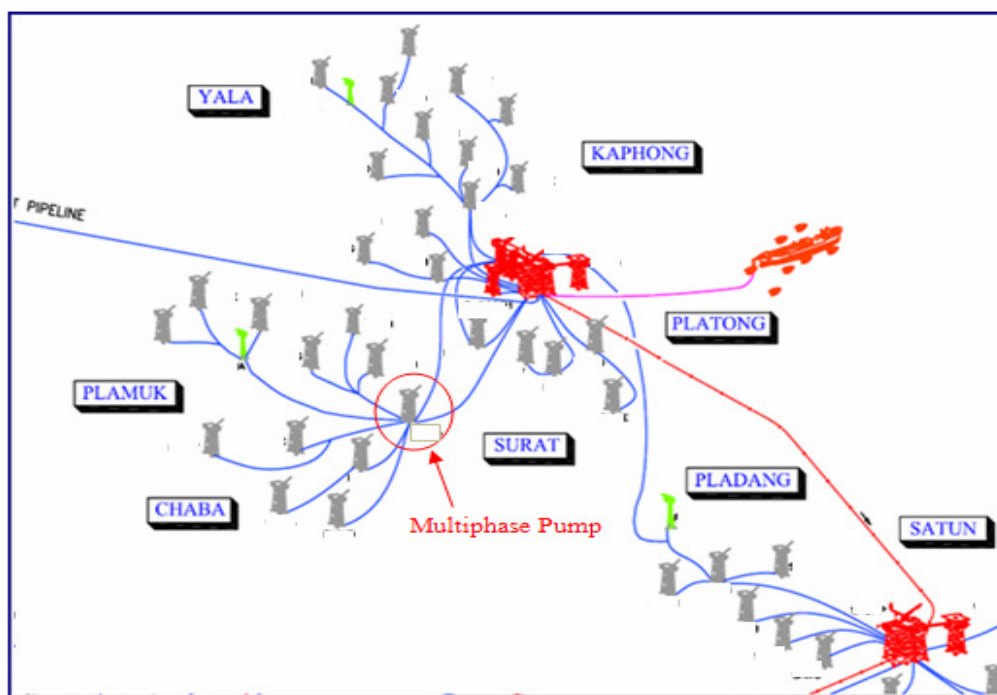 YALA
KAPHONG
T PIPELINE
PLATONG
PLAMUK
SURAT
PLADANG
CHABA
Multiphase Pump
SATUN